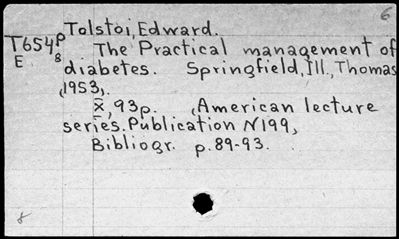 6
Tolstoi, Edward.
T654p The Practical management of
E 8 diabetes. Springfield, Ill., Thomas
(1953).
x̄, 93p. (American lecture
series. Publication N199)
Bibliogr. p. 89-93.
8